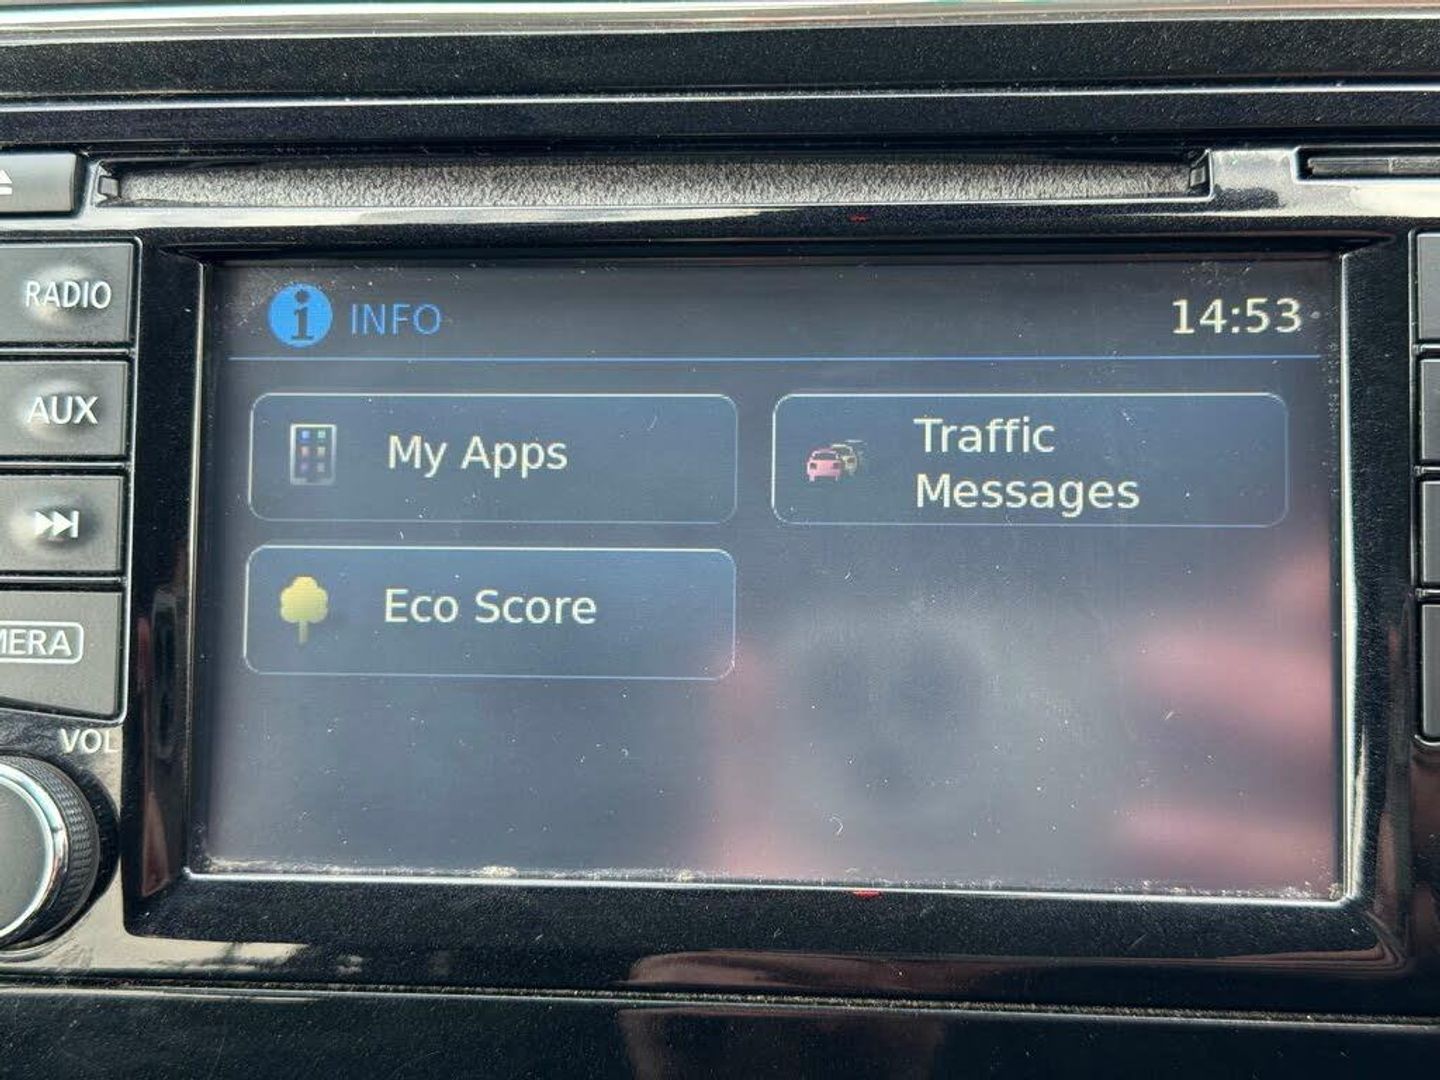 RADIO
AUX
MERA
VOL
INFO
14:53
My Apps
Traffic
Messages
Eco Score